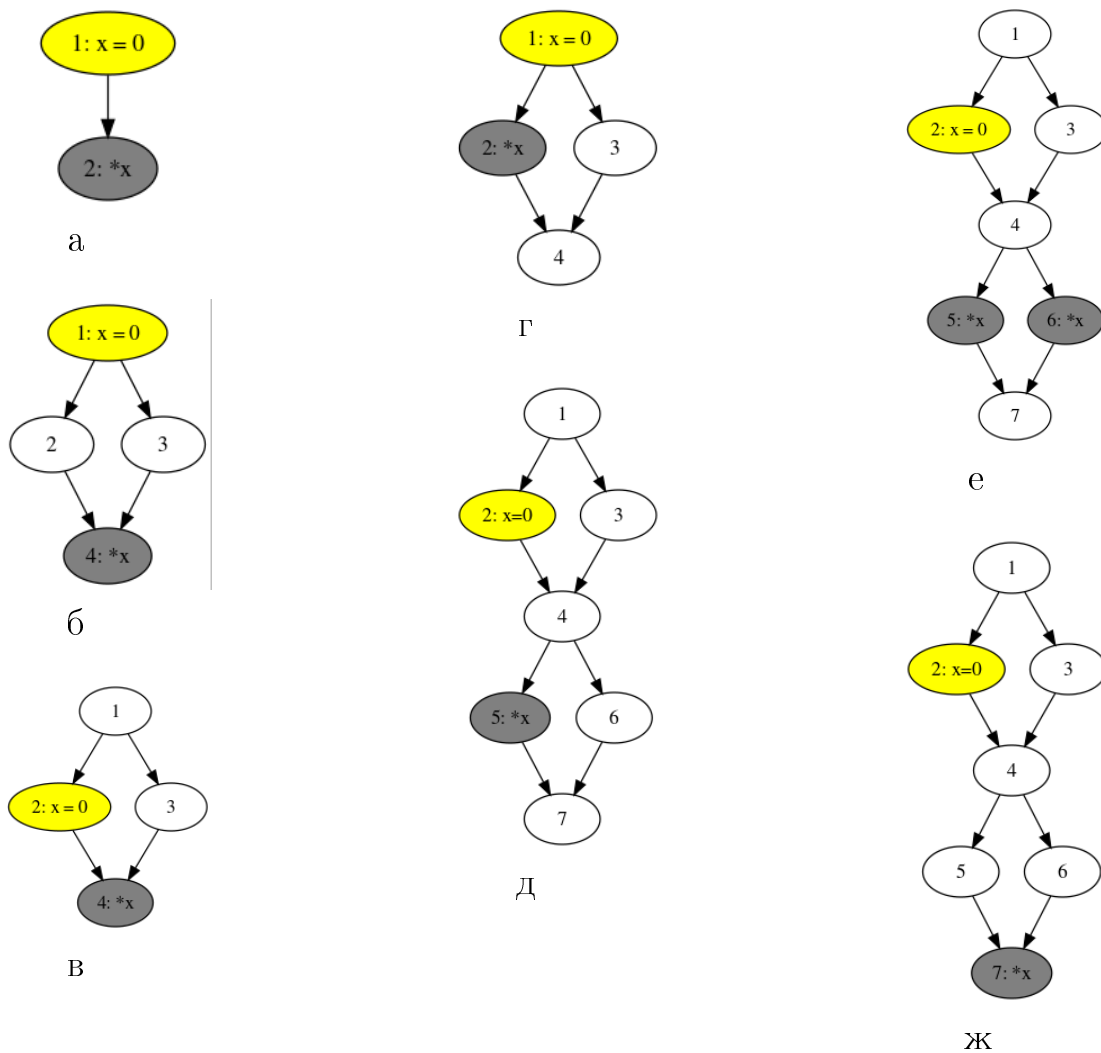 1: x = 0
2: *x
а
1: x = 0
2
3
4: *x
б
1
2: x = 0
3
4: *x
в
1: x = 0
2: *x
3
4
г
1
2: x=0
3
4
5: *x
6
7
д
1
2: x = 0
3
4
5: *x
6: *x
7
е
1
2: x=0
3
4
5
6
7: *x
ж